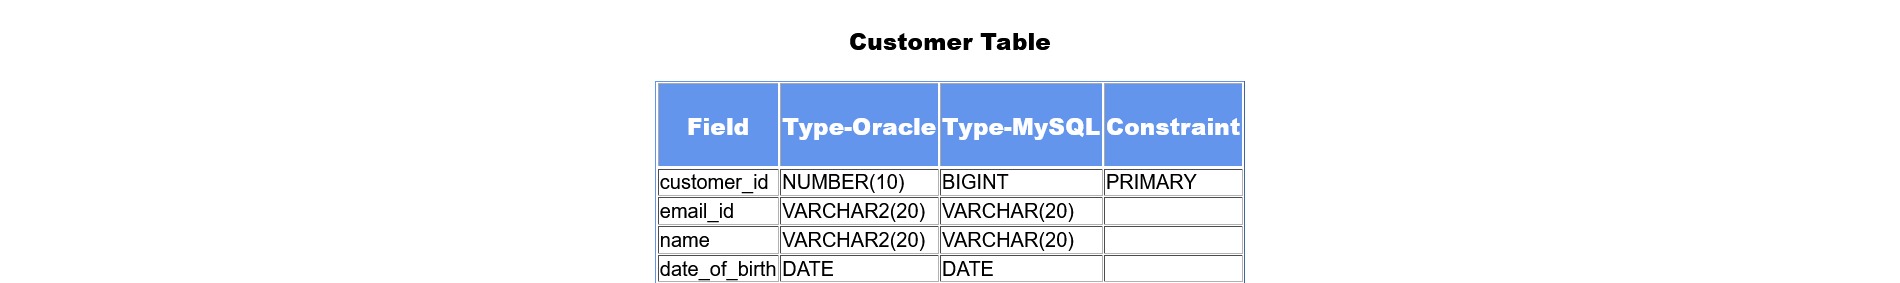 Customer Table
Field Type-Oracle Type-MySQL Constraint
customer_id NUMBER(10) BIGINT PRIMARY
email_id VARCHAR2(20) VARCHAR(20)
name VARCHAR2(20) VARCHAR(20)
date_of_birth DATE DATE